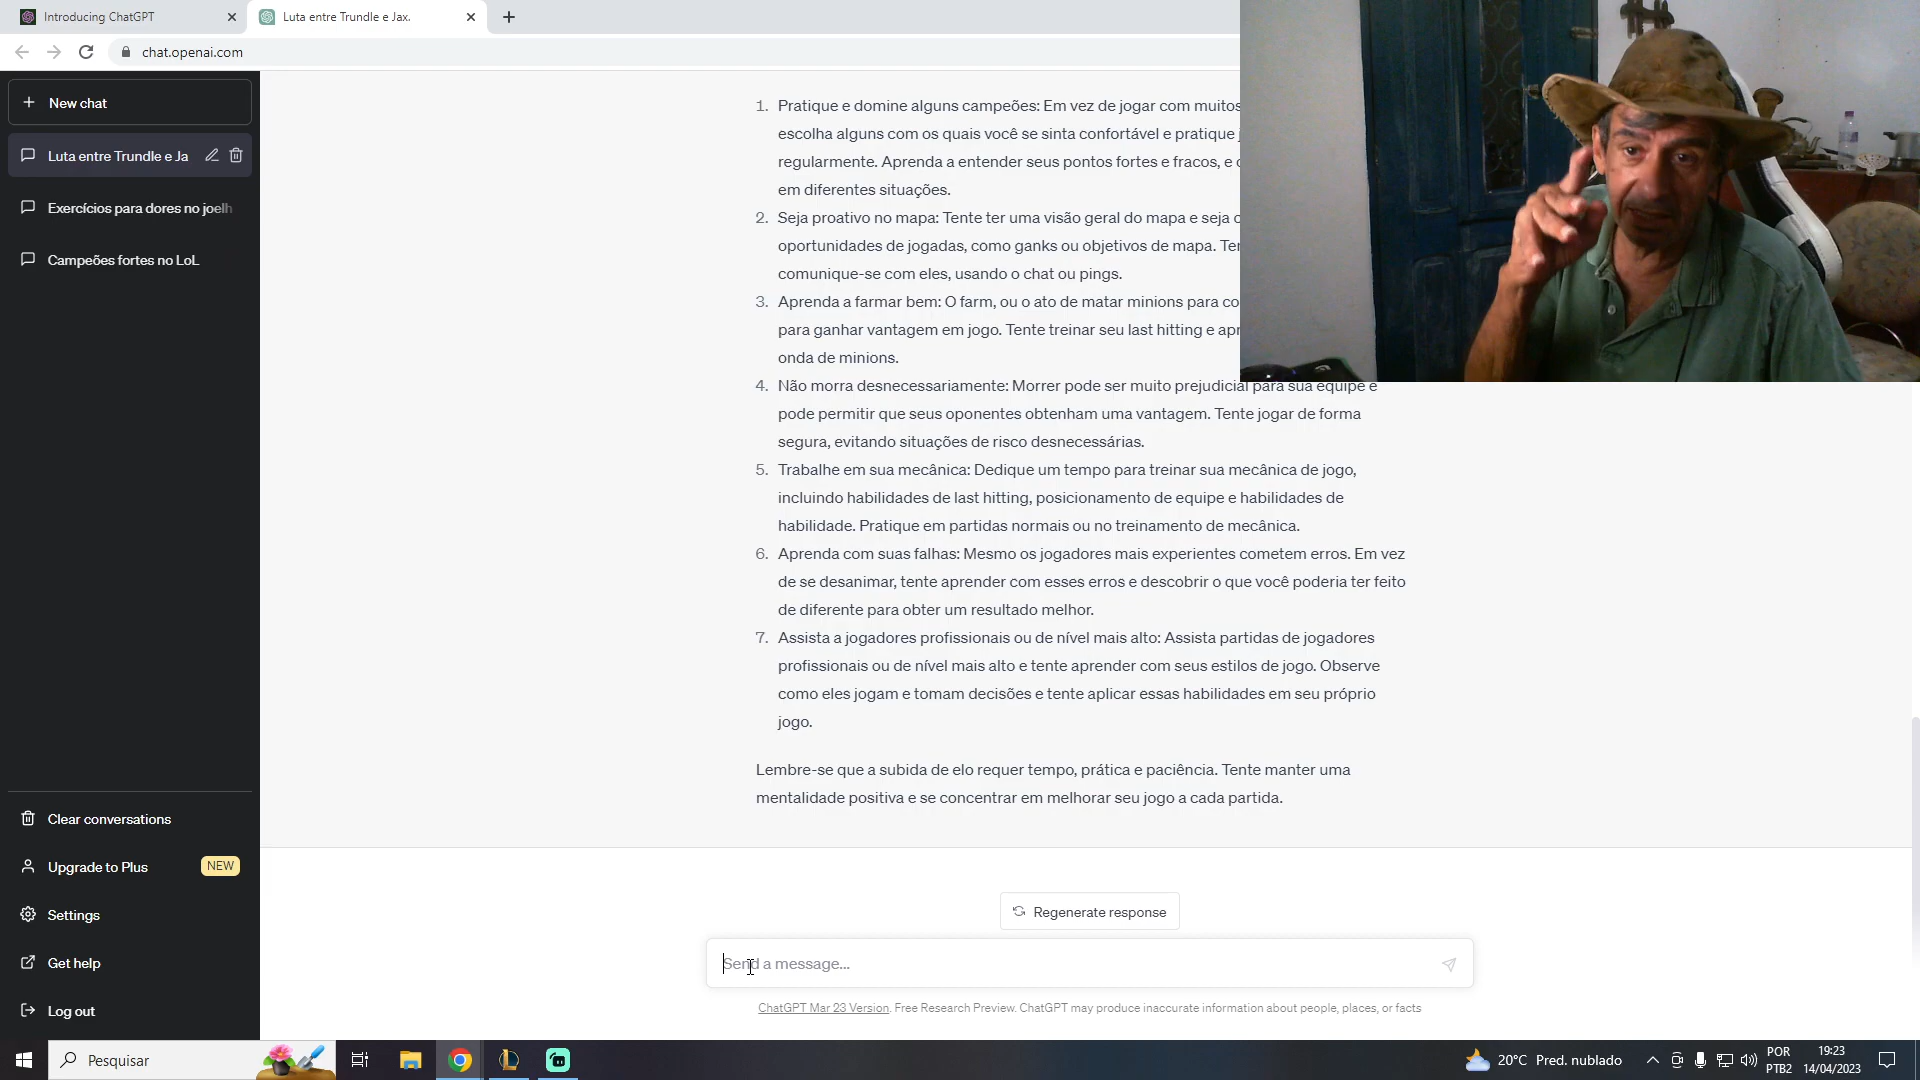 Introducing ChatGPT
Luta entre Trundle e Jax.
chat.openai.com
New chat
Luta entre Trundle e Ja
Exercícios para dores no joelh
Campeões fortes no LoL
Clear conversations
Upgrade to Plus
NEW
Settings
Get help
Log out
1. Pratique e domine alguns campeões: Em vez de jogar com muitos
escolha alguns com os quais você se sinta confortável e pratique
regularmente. Aprenda a entender seus pontos fortes e fracos, e
em diferentes situações.
2. Seja proativo no mapa: Tente ter uma visão geral do mapa e seja
oportunidades de jogadas, como ganks ou objetivos de mapa.
comunique-se com eles, usando o chat ou pings.
3. Aprenda a farmar bem: O farm, ou o ato de matar minions para
para ganhar vantagem em jogo. Tente treinar seu last hitting e
onda de minions.
4. Não morra desnecessariamente: Morrer pode ser muito prejudicial para sua equipe e
pode permitir que seus oponentes obtenham uma vantagem. Tente jogar de forma
segura, evitando situações de risco desnecessárias.
5. Trabalhe em sua mecânica: Dedique um tempo para treinar sua mecânica de jogo,
incluindo habilidades de last hitting, posicionamento de equipe e habilidades de
habilidade. Pratique em partidas normais ou no treinamento de mecânica.
6. Aprenda com suas falhas: Mesmo os jogadores mais experientes cometem erros. Em vez
de se desanimar, tente aprender com esses erros e descobrir o que você poderia ter feito
de diferente para obter um resultado melhor.
7. Assista a jogadores profissionais ou de nível mais alto: Assista partidas de jogadores
profissionais ou de nível mais alto e tente aprender com seus estilos de jogo. Observe
como eles jogam e tomam decisões e tente aplicar essas habilidades em seu próprio
jogo.
Lembre-se que a subida de elo requer tempo, prática e paciência. Tente manter uma
mentalidade positiva e se concentrar em melhorar seu jogo a cada partida.
Regenerate response
Send a message...
ChatGPT Mar 23 Version. Free Research Preview. ChatGPT may produce inaccurate information about people, places, or facts
Pesquisar
20°C Pred. nublado
POR
PTB2
19:23
14/04/2023